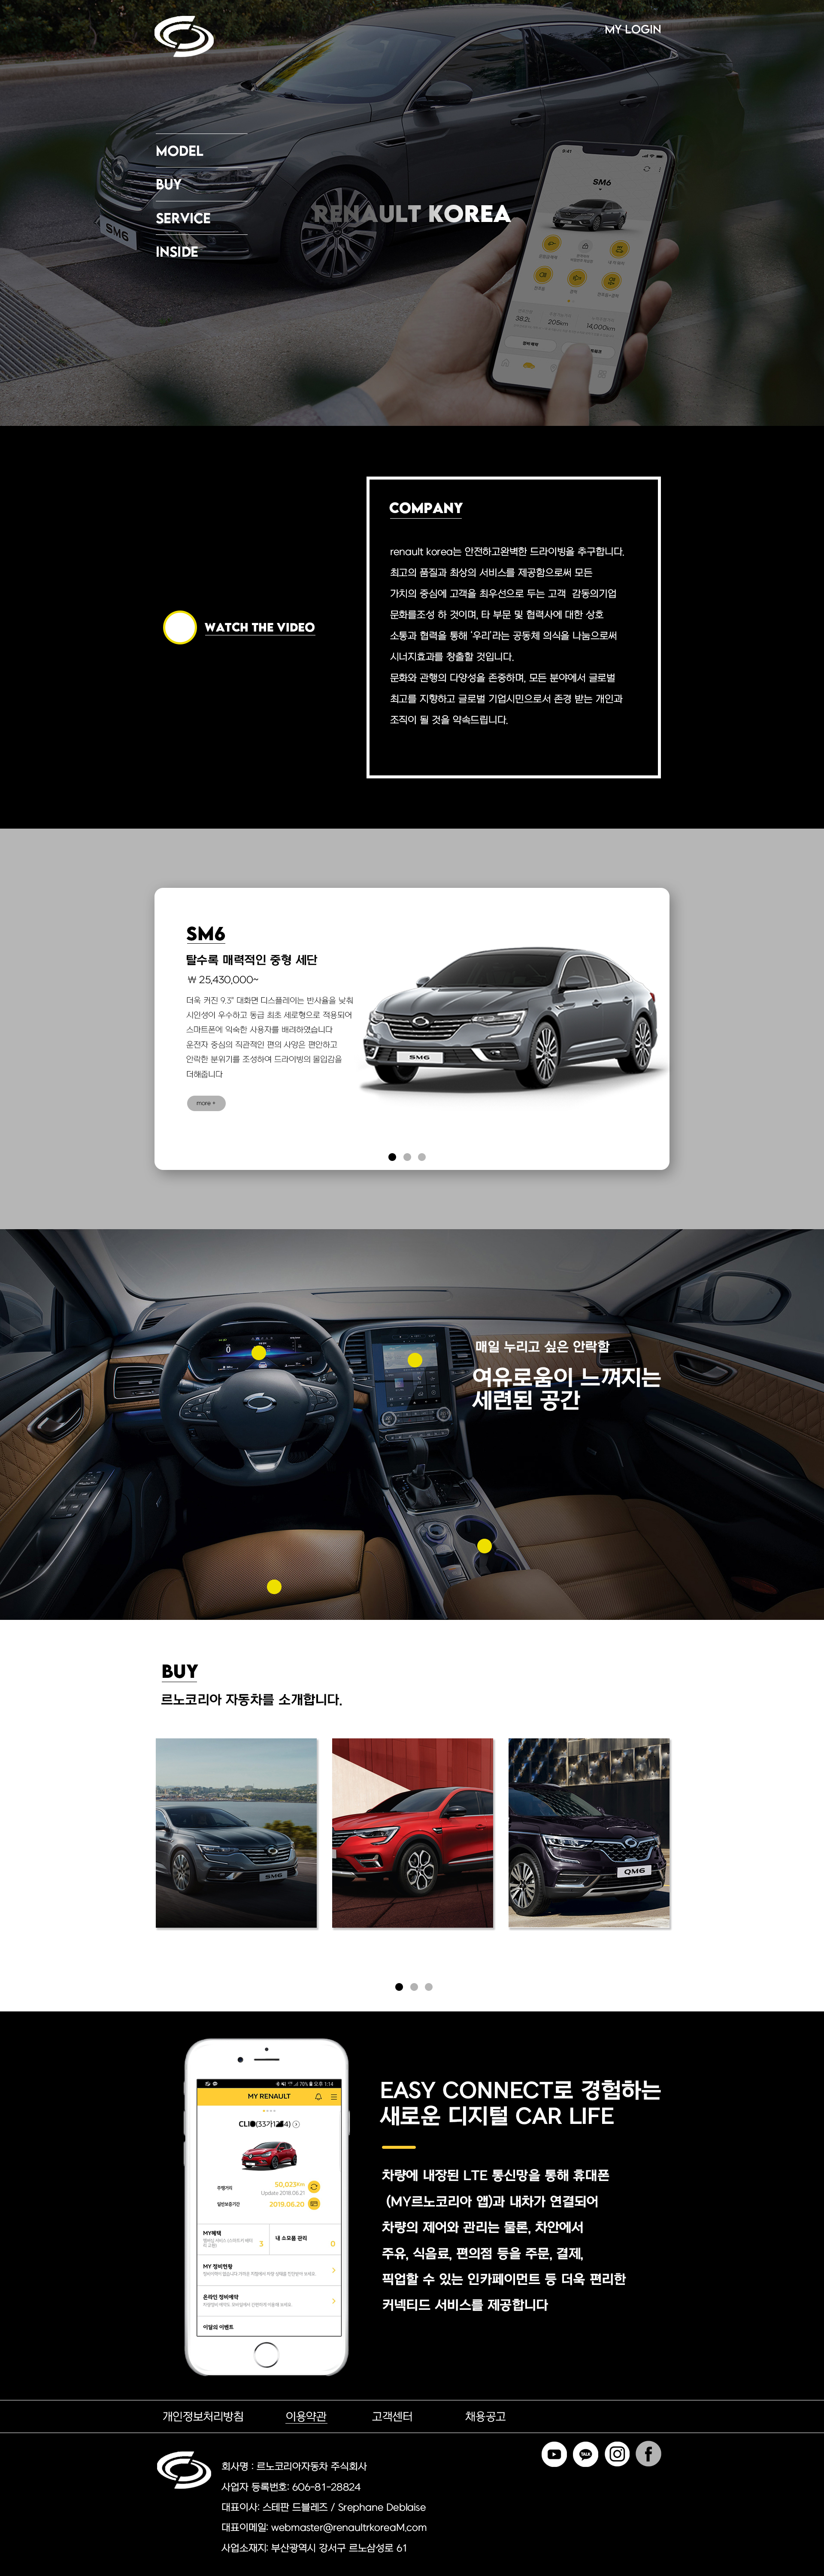 MY LOGIN
MODEL
BUY
SERVICE
INSIDE
RENAULT KOREA
SM6
9:41
SM6
38.2L
205km
14,000km
COMPANY
renault korea는 안전하고완벽한 드라이빙을 추구합니다.
최고의 품질과 최상의 서비스를 제공함으로써 모든
가치의 중심에 고객을 최우선으로 두는 고객 감동의기업
문화를조성 하 것이며, 타 부문 및 협력사에 대한 상호
소통과 협력을 통해 '우리'라는 공동체 의식을 나눔으로써
시너지효과를 창출할 것입니다.
문화와 관행의 다양성을 존중하며, 모든 분야에서 글로벌
최고를 지향하고 글로벌 기업시민으로서 존경 받는 개인과
조직이 될 것을 약속드립니다.
WATCH THE VIDEO
SM6
탈수록 매력적인 중형 세단
₩ 25,430,000~
더욱 커진 9.3" 대화면 디스플레이는 반사율을 낮춰
시인성이 우수하고 동급 최초 세로형으로 적용되어
스마트폰에 익숙한 사용자를 배려하였습니다
운전자 중심의 직관적인 편의 사양은 편안하고
안락한 분위기를 조성하여 드라이빙의 몰입감을
더해줍니다
more +
SM6
매일 누리고 싶은 안락함
여유로움이 느껴지는
세련된 공간
BUY
르노코리아 자동차를 소개합니다.
SM6
QM6
70% 오후 1:14
MY RENAULT
주행거리
50,023Km
Update 2018.06.21
일반보증기간
2019.06.20
MY혜택
3
내 소모품 관리
0
MY 정비현황
온라인 정비예약
이달의 이벤트
EASY CONNECT로 경험하는
새로운 디지털 CAR LIFE
차량에 내장된 LTE 통신망을 통해 휴대폰
(MY르노코리아 앱)과 내차가 연결되어
차량의 제어와 관리는 물론, 차안에서
주유, 식음료, 편의점 등을 주문, 결제,
픽업할 수 있는 인카페이먼트 등 더욱 편리한
커넥티드 서비스를 제공합니다
개인정보처리방침 이용약관 고객센터 채용공고
TALK
회사명 : 르노코리아자동차 주식회사
사업자 등록번호: 606-81-28824
대표이사: 스테판 드블레즈 / Srephane Deblaise
대표이메일: webmaster@renaultrkoreaM.com
사업소재지: 부산광역시 강서구 르노삼성로 61